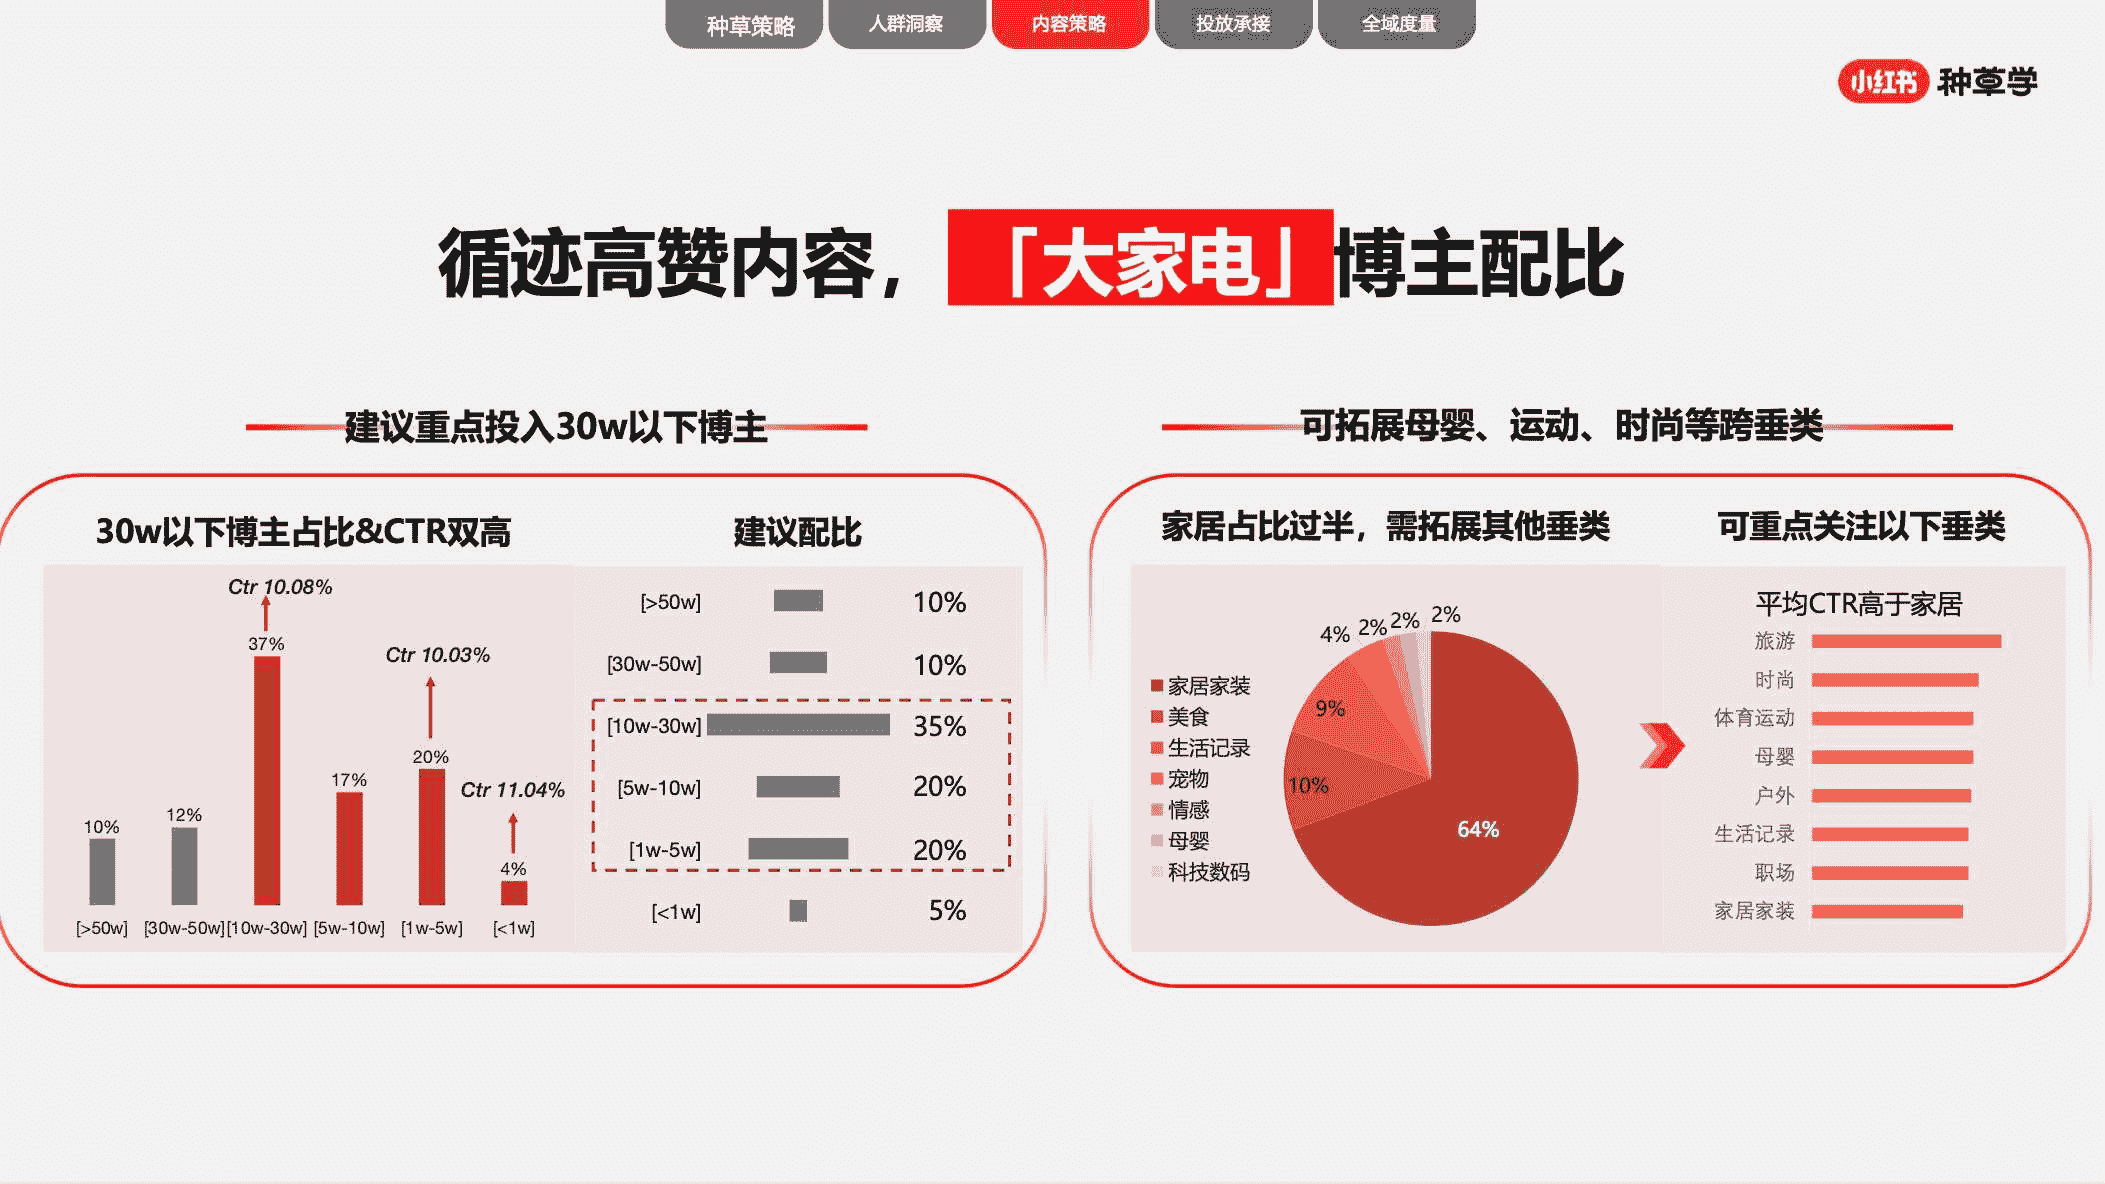 种草策略
人群洞察
内容策略
投放承接
全域度量
小红书 种草学
循迹高赞内容，「大家电」博主配比
建议重点投入30w以下博主
30w以下博主占比&CTR双高
Ctr 10.08%
37%
Ctr 10.03%
20%
17%
Ctr 11.04%
12%
10%
4%
[>50w]
[30w-50w]
[10w-30w]
[5w-10w]
[1w-5w]
[<1w]
建议配比
[>50w] 10%
[30w-50w] 10%
[10w-30w] 35%
[5w-10w] 20%
[1w-5w] 20%
[<1w] 5%
可拓展母婴、运动、时尚等跨垂类
家居占比过半，需拓展其他垂类
家居家装
美食
生活记录
宠物
情感
母婴
科技数码
64%
10%
9%
4%
2%
2%
2%
可重点关注以下垂类
平均CTR高于家居
旅游
时尚
体育运动
母婴
户外
生活记录
职场
家居家装